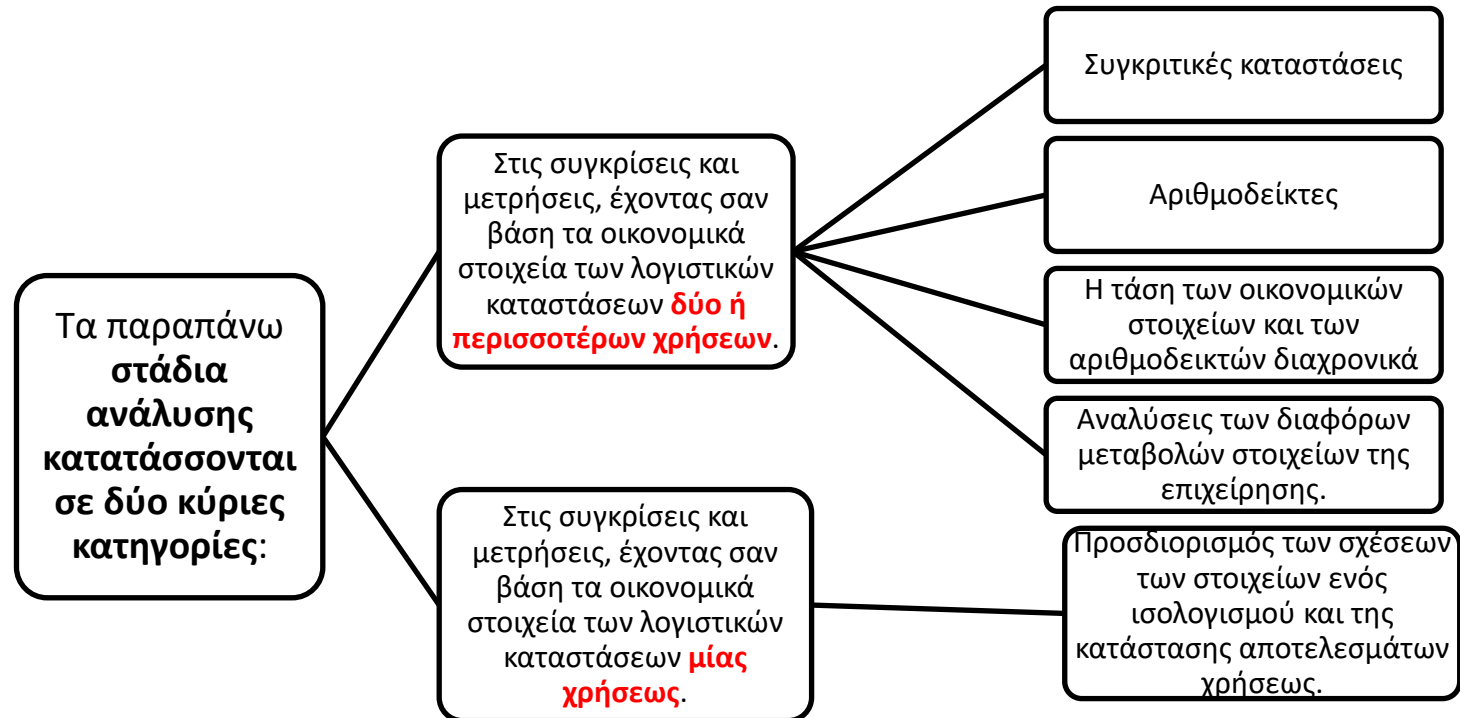 Τα παραπάνω
στάδια
ανάλυσης
κατατάσσονται
σε δύο κύριες
κατηγορίες:
Στις συγκρίσεις και
μετρήσεις, έχοντας σαν
βάση τα οικονομικά
στοιχεία των λογιστικών
καταστάσεων δύο ή
περισσοτέρων χρήσεων.
Συγκριτικές καταστάσεις
Αριθμοδείκτες
Η τάση των οικονομικών
στοιχείων και των
αριθμοδεικτών διαχρονικά
Αναλύσεις των διαφόρων
μεταβολών στοιχείων της
επιχείρησης.
Στις συγκρίσεις και
μετρήσεις, έχοντας σαν
βάση τα οικονομικά
στοιχεία των λογιστικών
καταστάσεων μίας
χρήσεως.
Προσδιορισμός των σχέσεων
των στοιχείων ενός
ισολογισμού και της
κατάστασης αποτελεσμάτων
χρήσεως.